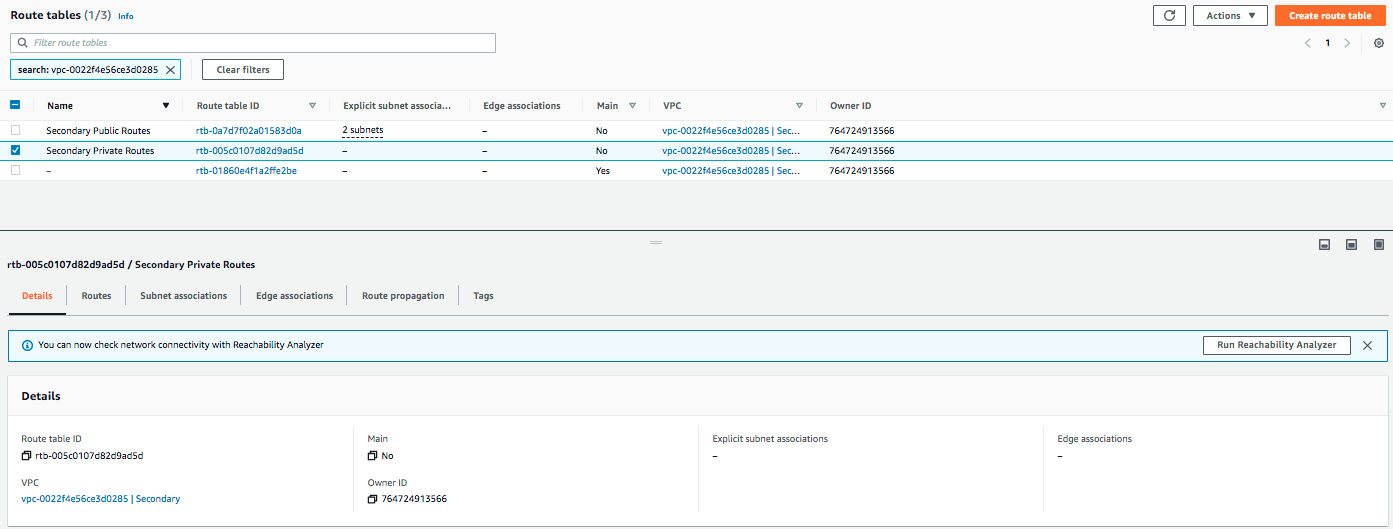 Route tables (1/3) Info
Actions ▼
Create route table
Filter route tables
1
search: vpc-0022f4e56ce3d0285
Clear filters
Name Route table ID Explicit subnet associa... Edge associations Main VPC Owner ID
Secondary Public Routes rtb-0a7d7f02a01583d0a 2 subnets – No vpc-0022f4e56ce3d0285 | Sec... 764724913566
Secondary Private Routes rtb-005c0107d82d9ad5d – – No vpc-0022f4e56ce3d0285 | Sec... 764724913566
– rtb-01860e4f1a2ffe2be – – Yes vpc-0022f4e56ce3d0285 | Sec... 764724913566
rtb-005c0107d82d9ad5d / Secondary Private Routes
Details Routes Subnet associations Edge associations Route propagation Tags
You can now check network connectivity with Reachability Analyzer
Run Reachability Analyzer
Details
Route table ID
rtb-005c0107d82d9ad5d
Main
No
Explicit subnet associations
–
Edge associations
–
VPC
vpc-0022f4e56ce3d0285 | Secondary
Owner ID
764724913566